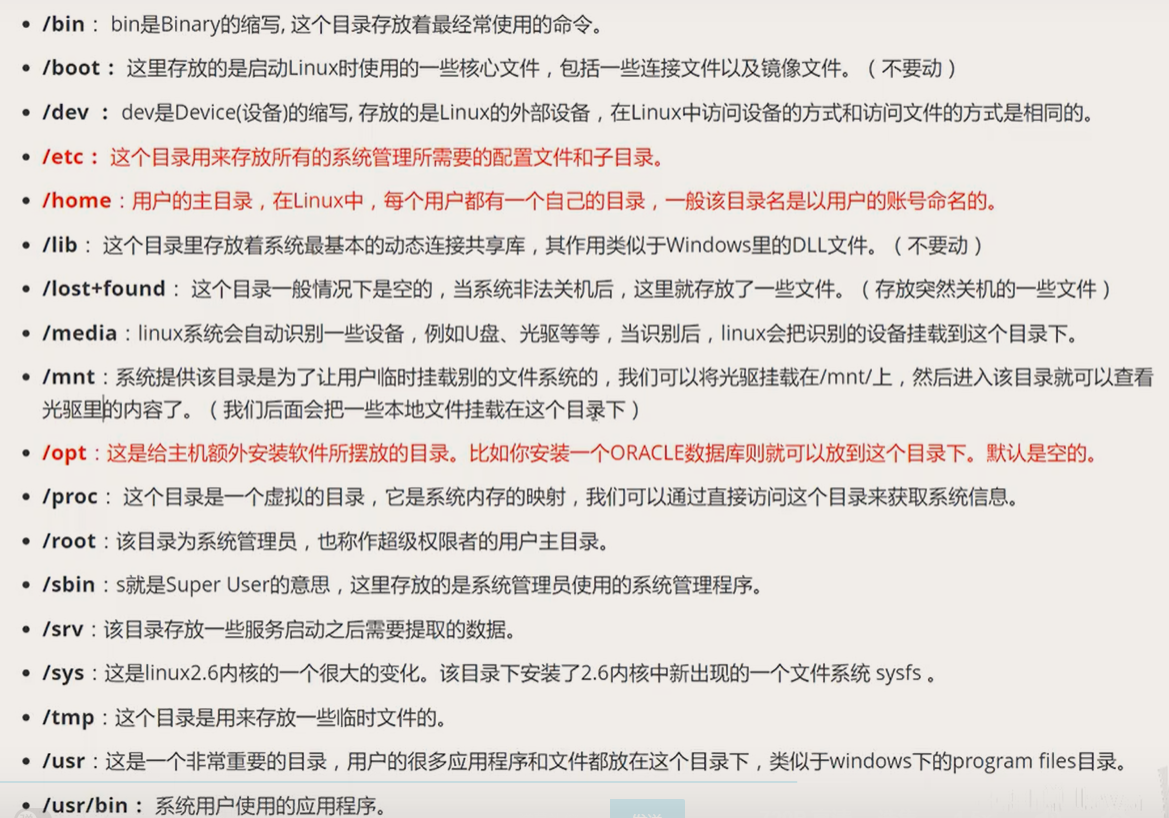 • /bin : bin是Binary的缩写, 这个目录存放着最经常使用的命令。
• /boot : 这里存放的是启动Linux时使用的一些核心文件，包括一些连接文件以及镜像文件。（不要动）
• /dev : dev是Device(设备)的缩写, 存放的是Linux的外部设备，在Linux中访问设备的方式和访问文件的方式是相同的。
• /etc : 这个目录用来存放所有的系统管理所需要的配置文件和子目录。
• /home : 用户的主目录，在Linux中，每个用户都有一个自己的目录，一般该目录名是以用户的账号命名的。
• /lib : 这个目录里存放着系统最基本的动态连接共享库，其作用类似于Windows里的DLL文件。（不要动）
• /lost+found : 这个目录一般情况下是空的，当系统非法关机后，这里就存放了一些文件。（存放突然关机的一些文件）
• /media : linux系统会自动识别一些设备，例如U盘、光驱等等，当识别后，linux会把识别的设备挂载到这个目录下。
• /mnt : 系统提供该目录是为了让用户临时挂载别的文件系统的，我们可以将光驱挂载在/mnt/上，然后进入该目录就可以查看
光驱里的内容了。（我们后面会把一些本地文件挂载在这个目录下）
• /opt : 这是给主机额外安装软件所摆放的目录。比如你安装一个ORACLE数据库则就可以放到这个目录下。默认是空的。
• /proc : 这个目录是一个虚拟的目录，它是系统内存的映射，我们可以通过直接访问这个目录来获取系统信息。
• /root : 该目录为系统管理员，也称作超级权限者的用户主目录。
• /sbin : s就是Super User的意思，这里存放的是系统管理员使用的系统管理程序。
• /srv : 该目录存放一些服务启动之后需要提取的数据。
• /sys : 这是linux2.6内核的一个很大的变化。该目录下安装了2.6内核中新出现的一个文件系统 sysfs 。
• /tmp : 这个目录是用来存放一些临时文件的。
• /usr : 这是一个非常重要的目录，用户的很多应用程序和文件都放在这个目录下，类似于windows下的program files目录。
• /usr/bin : 系统用户使用的应用程序。